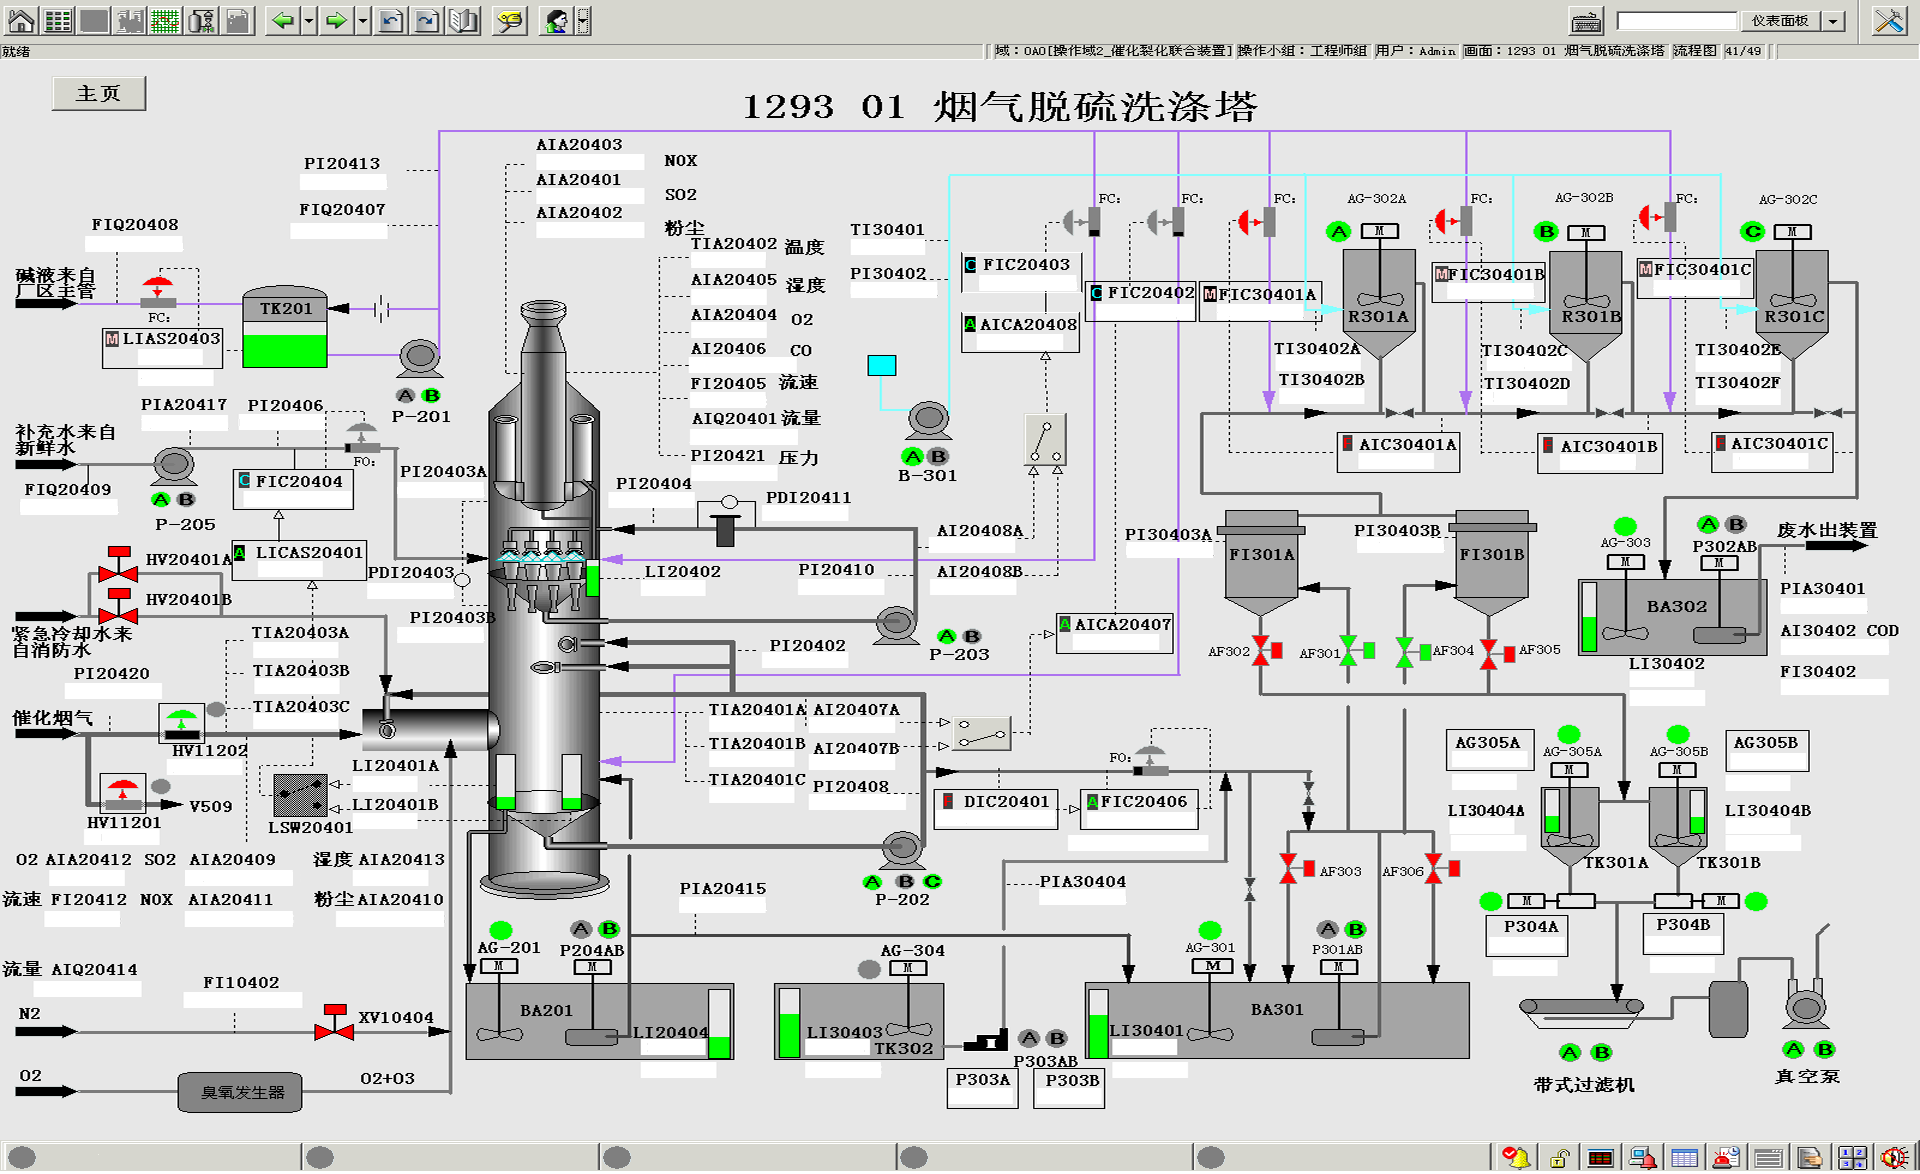 仪表面板
就绪
域：OAO[操作域2_催化裂化联合装置]
操作小组：工程师组
用户：Admin
画面：1293 01 烟气脱硫洗涤塔
流程图
41/49
主页
1293 01 烟气脱硫洗涤塔
PI20413
FIQ20407
FIQ20408
碱液来自
厂区主管
FC:
LIAS20403
M
TK201
A B
P-201
AIA20403
NOX
AIA20401
SO2
AIA20402
粉尘
TIA20402 温度
AIA20405 湿度
AIA20404 O2
AI20406 CO
FI20405 流速
AIQ20401 流量
PI20421 压力
TI30401
PI30402
C FIC20403
A AICA20408
C FIC20402
M FIC30401A
M FIC30401B
M FIC30401C
FC:
FC:
FC:
FC:
FC:
AG-302A
AG-302B
AG-302C
A M
B M
C M
R301A
R301B
R301C
TI30402A
TI30402B
TI30402C
TI30402D
TI30402E
TI30402F
AIC30401A
AIC30401B
AIC30401C
A B
B-301
PIA20417
PI20406
补充水来自
新鲜水
FIQ20409
FO:
C FIC20404
A B
P-205
A LICAS20401
HV20401A
HV20401B
紧急冷却水来
自消防水
PI20403A
PDI20403
PI20403B
PI20404
PDI20411
LI20402
PI20410
AI20408A
AI20408B
A B
P-203
PI20402
A AICA20407
PI30403A
PI30403B
FI301A
FI301B
AF302
AF301
AF304
AF305
AG-303
M
A B
P302AB
M
BA302
LI30402
废水出装置
PIA30401
AI30402 COD
FI30402
TIA20403A
TIA20403B
TIA20403C
PI20420
催化烟气
HV11202
HV11201
V509
LI20401A
LI20401B
LSW20401
TIA20401A
TIA20401B
TIA20401C
AI20407A
AI20407B
PI20408
FO:
DIC20401
A FIC20406
A B C
P-202
O2 AIA20412
SO2 AIA20409
湿度 AIA20413
流速 FI20412
NOX AIA20411
粉尘 AIA20410
流量 AIQ20414
FI10402
N2
XV10404
O2
臭氧发生器
O2+O3
PIA20415
AG-201
M
A B
P204AB
M
BA201
LI20404
AG-304
M
LI30403
TK302
A B
P303AB
P303A
P303B
PIA30404
AG-301
M
A B
P301AB
M
BA301
LI30401
AF303
AF306
AG305A
AG-305A
M
AG-305B
M
AG305B
LI30404A
LI30404B
TK301A
TK301B
M
M
P304A
P304B
A B
带式过滤机
A B
真空泵